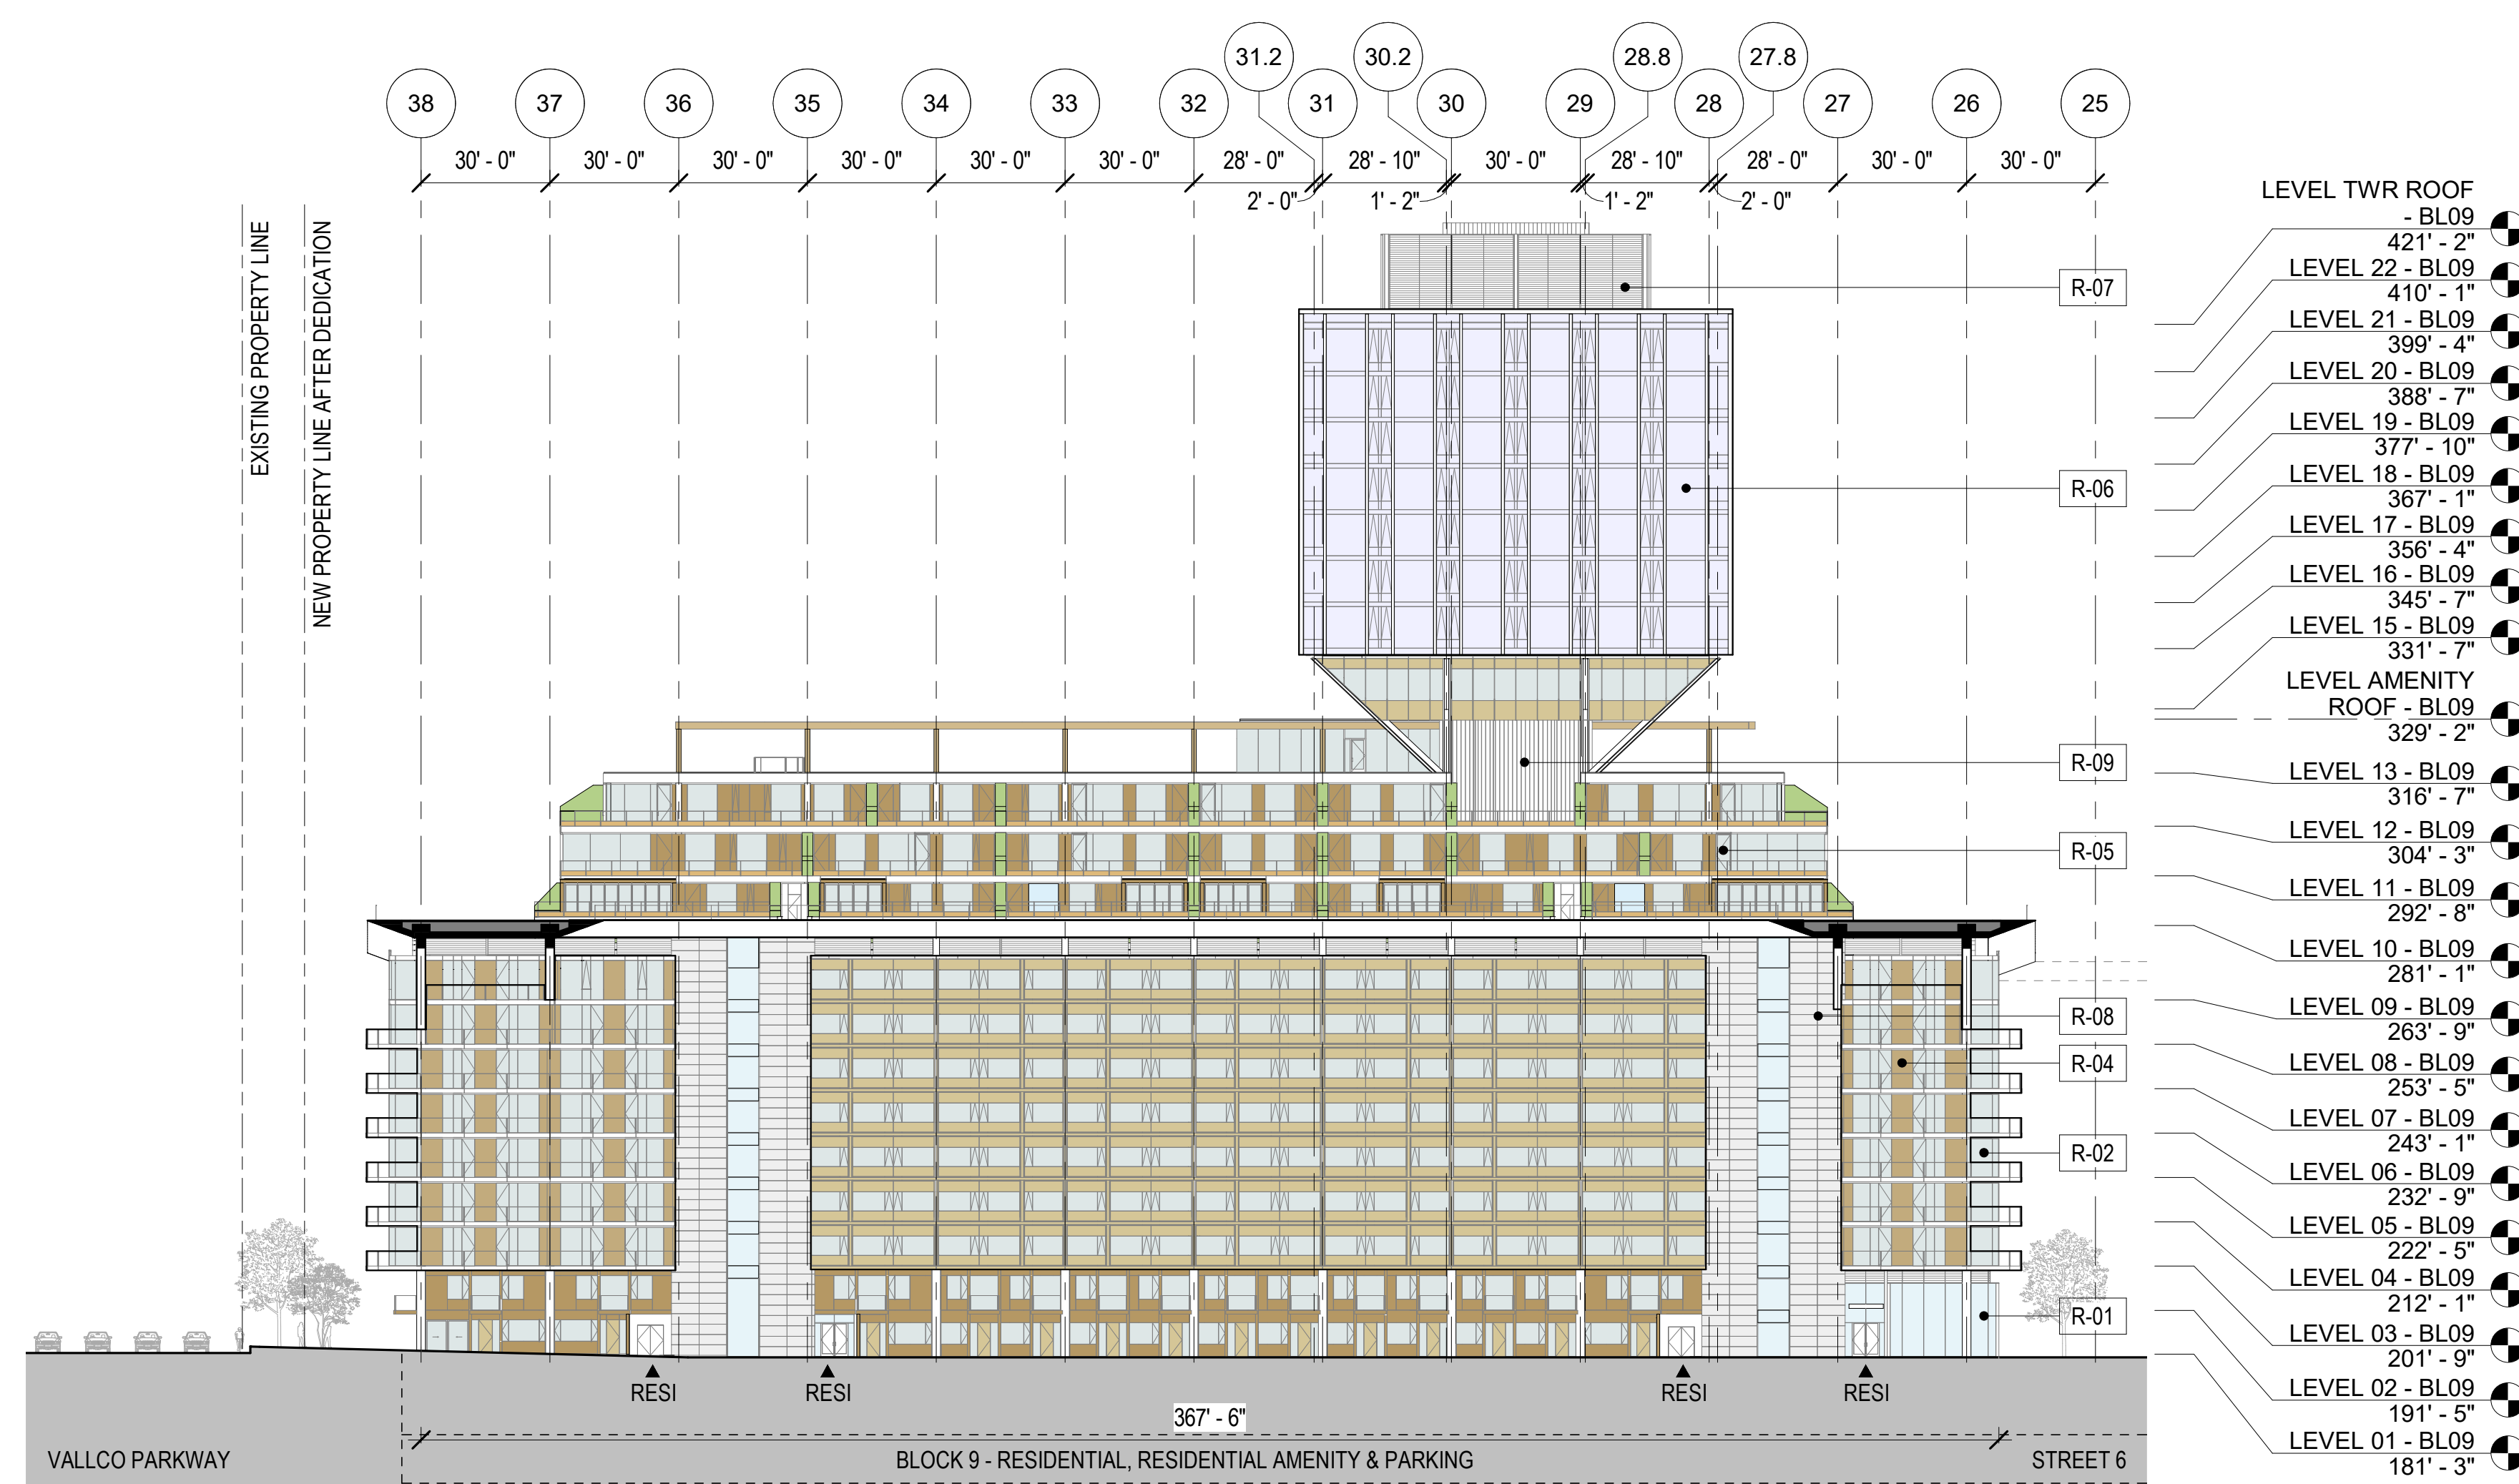 31.2
30.2
28.8
27.8
38
37
36
35
34
33
32
31
30
29
28
27
26
25
30' - 0"
30' - 0"
30' - 0"
30' - 0"
30' - 0"
30' - 0"
28' - 0"
28' - 10"
30' - 0"
28' - 10"
28' - 0"
30' - 0"
30' - 0"
2' - 0"
1' - 2"
1' - 2"
2' - 0"
EXISTING PROPERTY LINE
NEW PROPERTY LINE AFTER DEDICATION
R-07
R-06
R-09
R-05
R-08
R-04
R-02
R-01
LEVEL TWR ROOF
- BL09
421' - 2"
LEVEL 22 - BL09
410' - 1"
LEVEL 21 - BL09
399' - 4"
LEVEL 20 - BL09
388' - 7"
LEVEL 19 - BL09
377' - 10"
LEVEL 18 - BL09
367' - 1"
LEVEL 17 - BL09
356' - 4"
LEVEL 16 - BL09
345' - 7"
LEVEL 15 - BL09
331' - 7"
LEVEL AMENITY
ROOF - BL09
329' - 2"
LEVEL 13 - BL09
316' - 7"
LEVEL 12 - BL09
304' - 3"
LEVEL 11 - BL09
292' - 8"
LEVEL 10 - BL09
281' - 1"
LEVEL 09 - BL09
263' - 9"
LEVEL 08 - BL09
253' - 5"
LEVEL 07 - BL09
243' - 1"
LEVEL 06 - BL09
232' - 9"
LEVEL 05 - BL09
222' - 5"
LEVEL 04 - BL09
212' - 1"
LEVEL 03 - BL09
201' - 9"
LEVEL 02 - BL09
191' - 5"
LEVEL 01 - BL09
181' - 3"
RESI
RESI
RESI
RESI
367' - 6"
VALLCO PARKWAY
BLOCK 9 - RESIDENTIAL, RESIDENTIAL AMENITY & PARKING
STREET 6